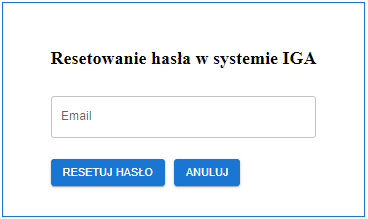 Resetowanie hasła w systemie IGA
Email
RESETUJ HASŁO ANULUJ